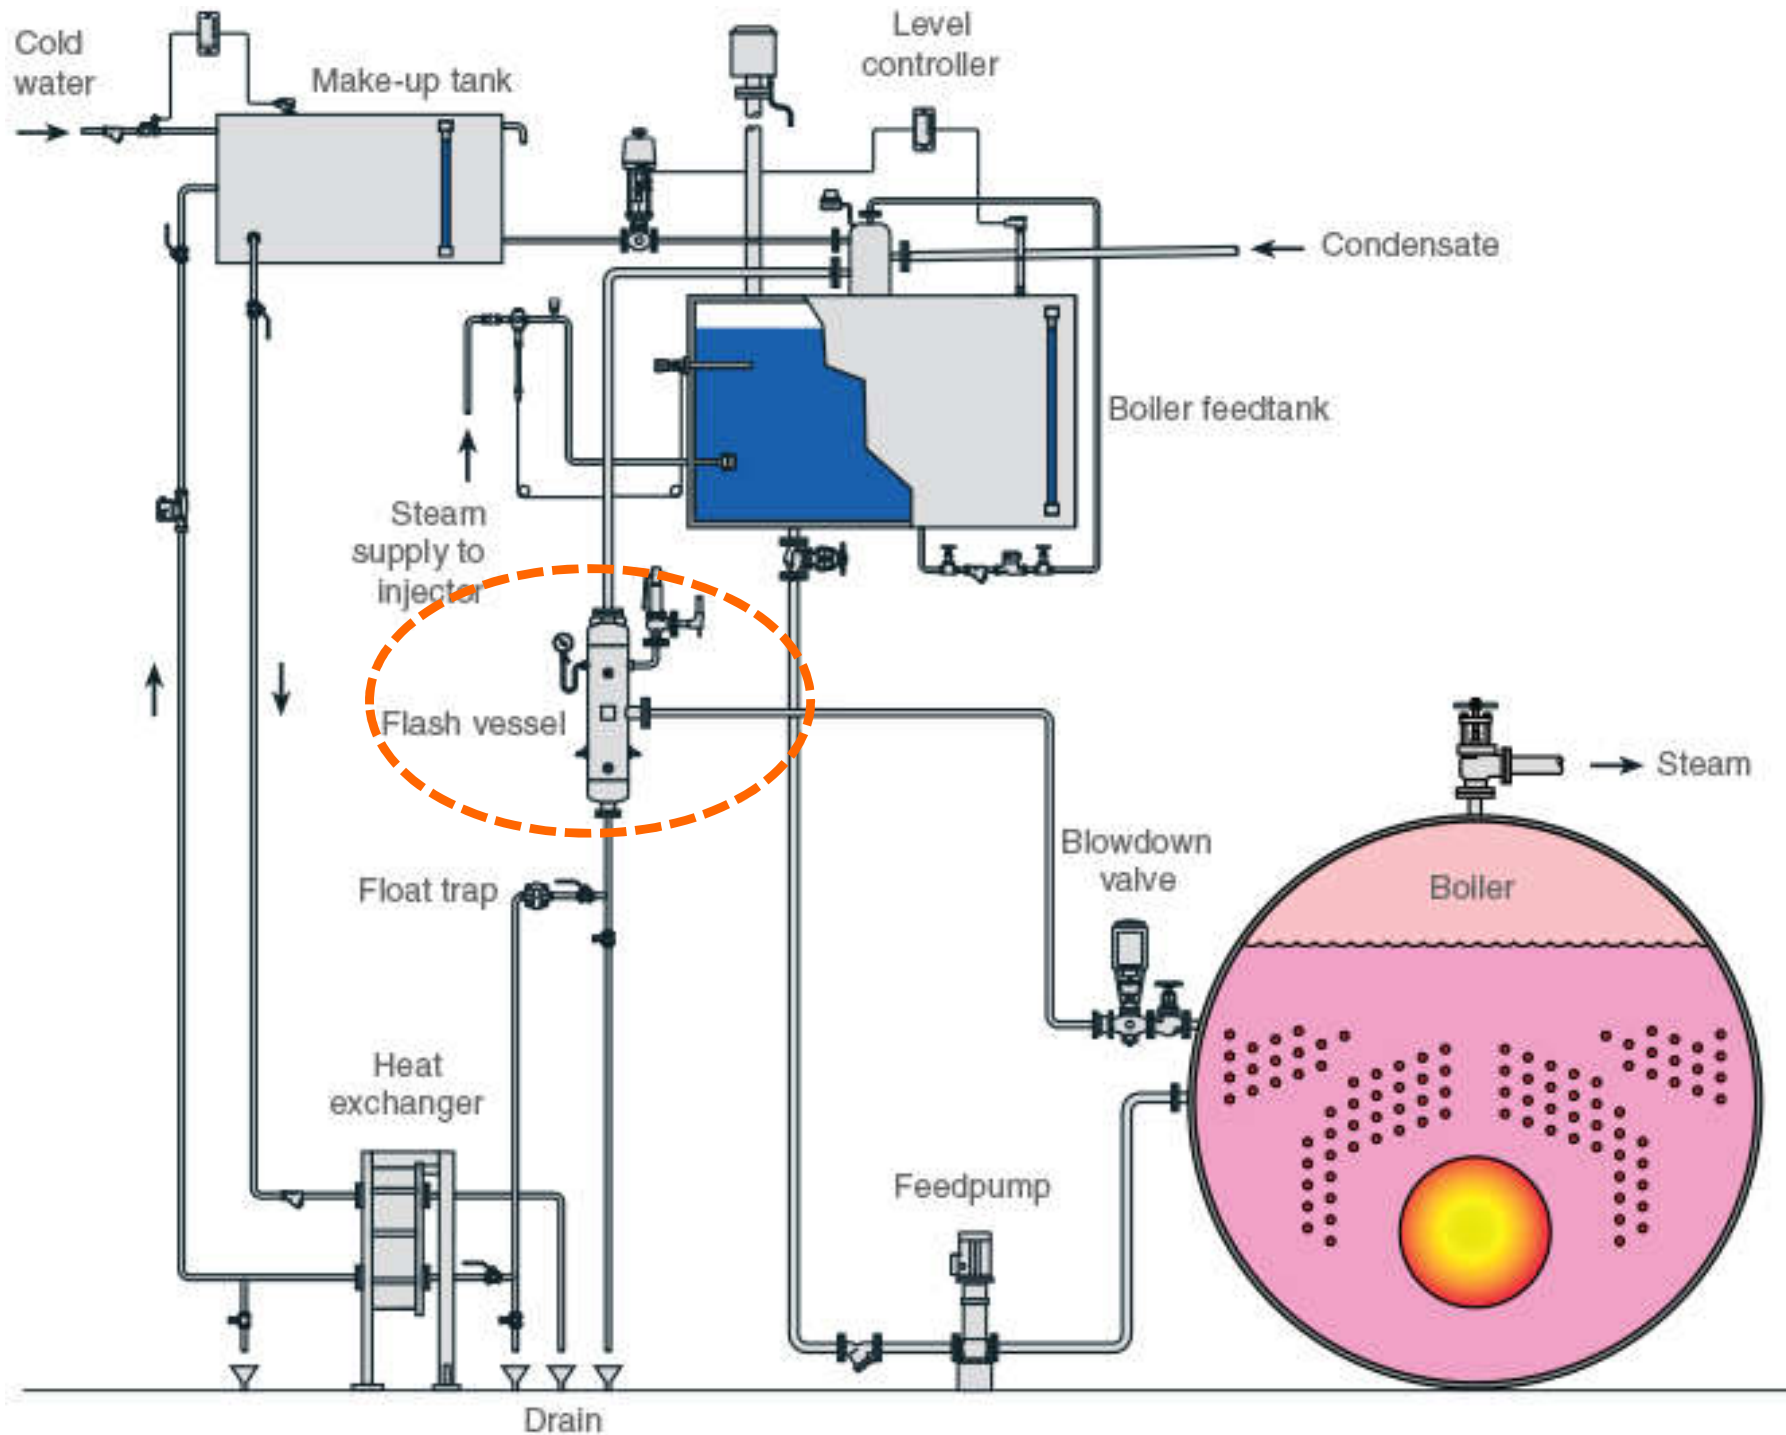 Cold
water
Make-up tank
Level
controller
Condensate
Boiler feedtank
Steam
supply to
injector
Flash vessel
Steam
Blowdown
valve
Boiler
Float trap
Heat
exchanger
Feedpump
Drain